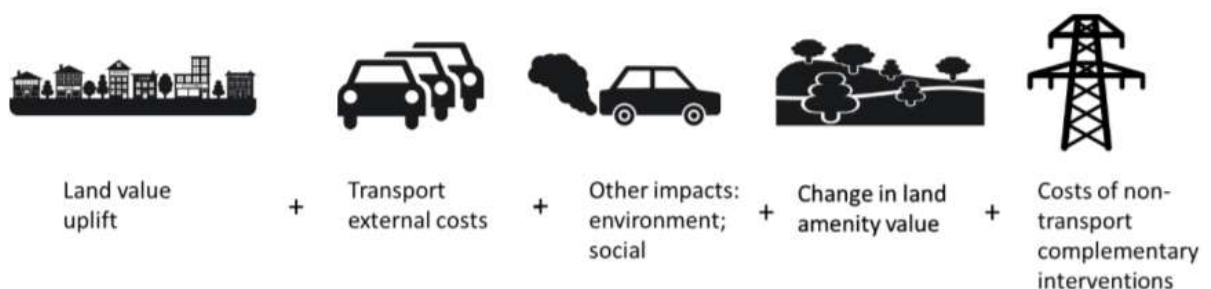 Land value
uplift
+
Transport
external costs
+
Other impacts:
environment;
social
+
Change in land
amenity value
+
Costs of non-
transport
complementary
interventions